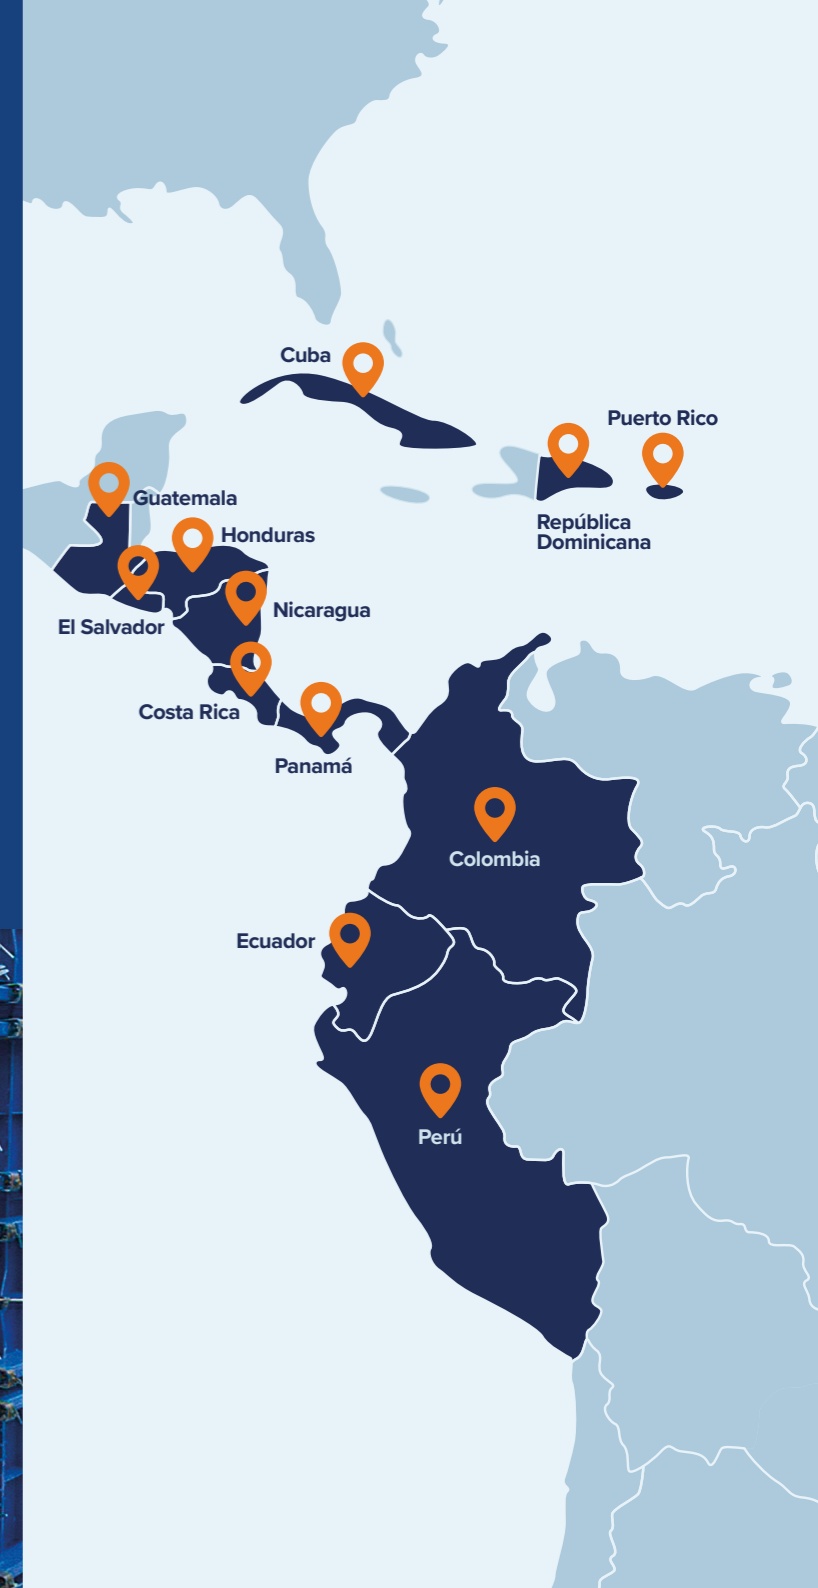 Cuba
Puerto Rico
Guatemala
República
Dominicana
Honduras
Nicaragua
El Salvador
Costa Rica
Panamá
Colombia
Ecuador
Perú